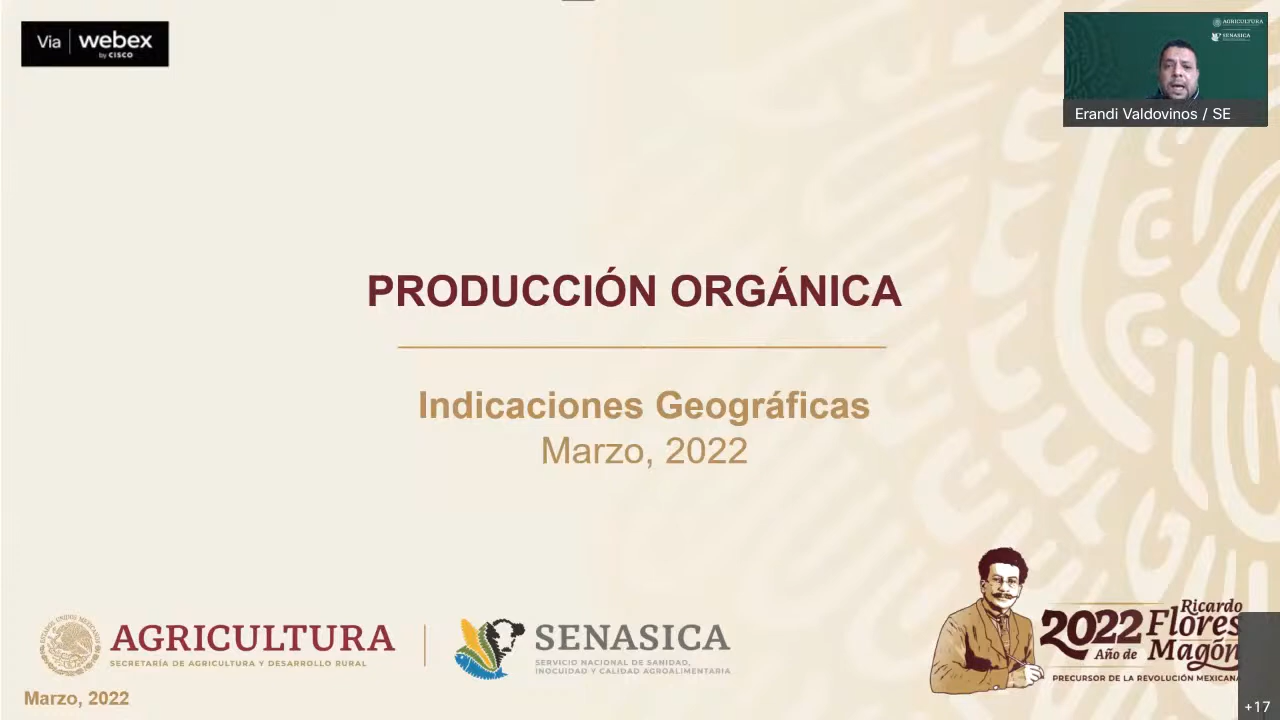 Via webex
by CISCO
AGRICULTURA
SENASICA
Erandi Valdovinos / SE
PRODUCCIÓN ORGÁNICA
Indicaciones Geográficas
Marzo, 2022
AGRICULTURA
SECRETARÍA DE AGRICULTURA Y DESARROLLO RURAL
SENASICA
SERVICIO NACIONAL DE SANIDAD,
INOCUIDAD Y CALIDAD AGROALIMENTARIA
2022 Ricardo
Flores
Año de Magón
PRECURSOR DE LA REVOLUCIÓN MEXICANA
Marzo, 2022
+17